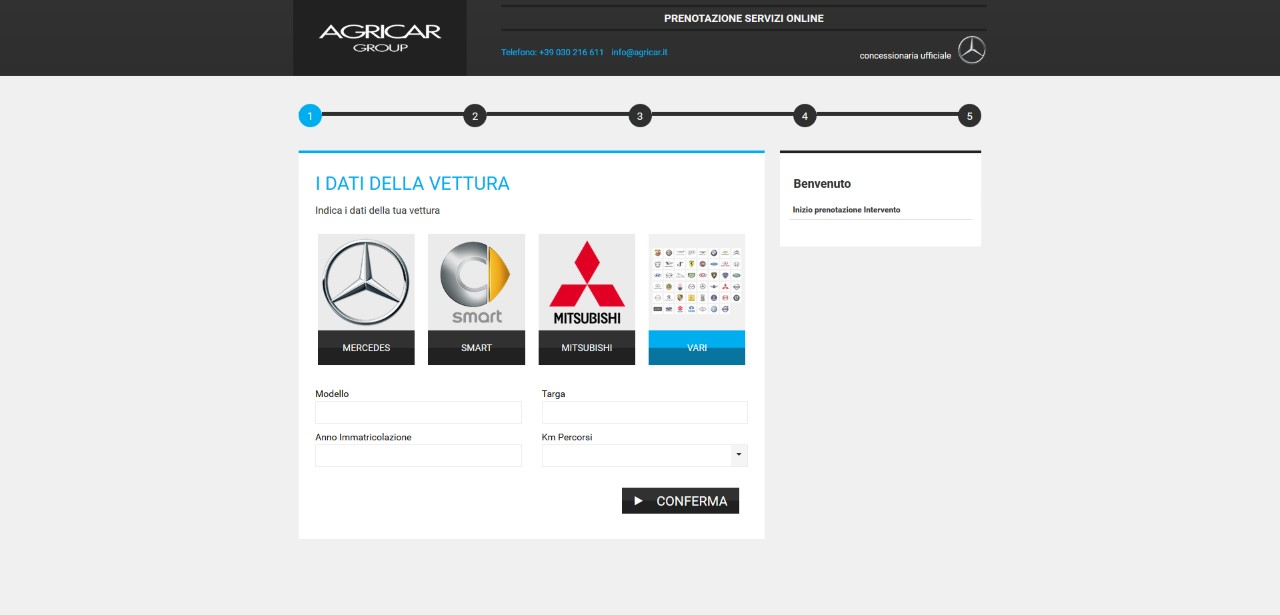 AGRICAR
GROUP
PRENOTAZIONE SERVIZI ONLINE
Telefono: +39 030 216 611 info@agricar.it
concessionaria ufficiale
1 2 3 4 5
I DATI DELLA VETTURA
Indica i dati della tua vettura
smart
MITSUBISHI
MERCEDES SMART MITSUBISHI VARI
Modello Targa
Anno Immatricolazione Km Percorsi
CONFERMA
Benvenuto
Inizio prenotazione Intervento